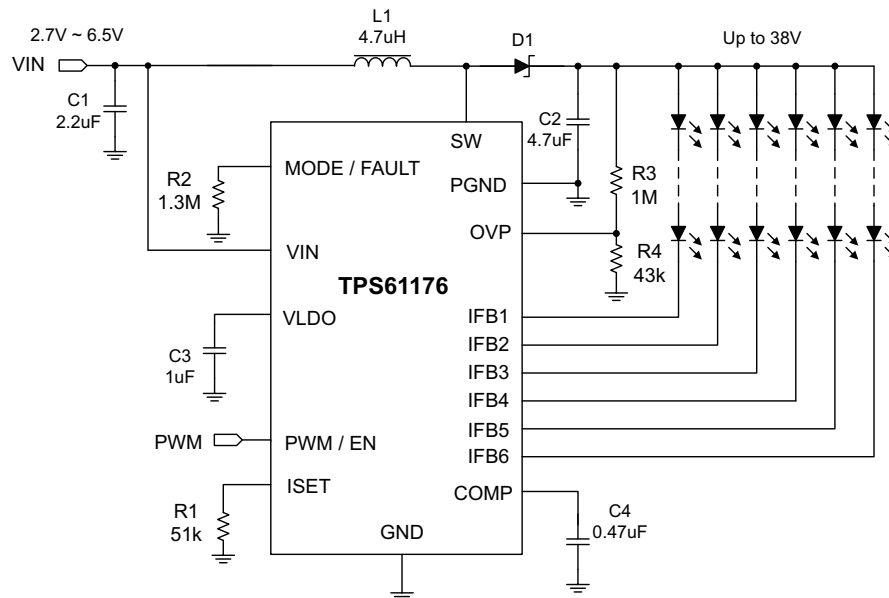 L1
2.7V ~ 6.5V
4.7uH
D1
Up to 38V
VIN
C1
2.2uF
C2
4.7uF
SW
R2
1.3M
MODE / FAULT
PGND
R3
1M
OVP
VIN
R4
43k
TPS61176
VLDO
IFB1
IFB2
C3
1uF
IFB3
IFB4
IFB5
PWM
PWM / EN
IFB6
ISET
COMP
R1
51k
C4
0.47uF
GND